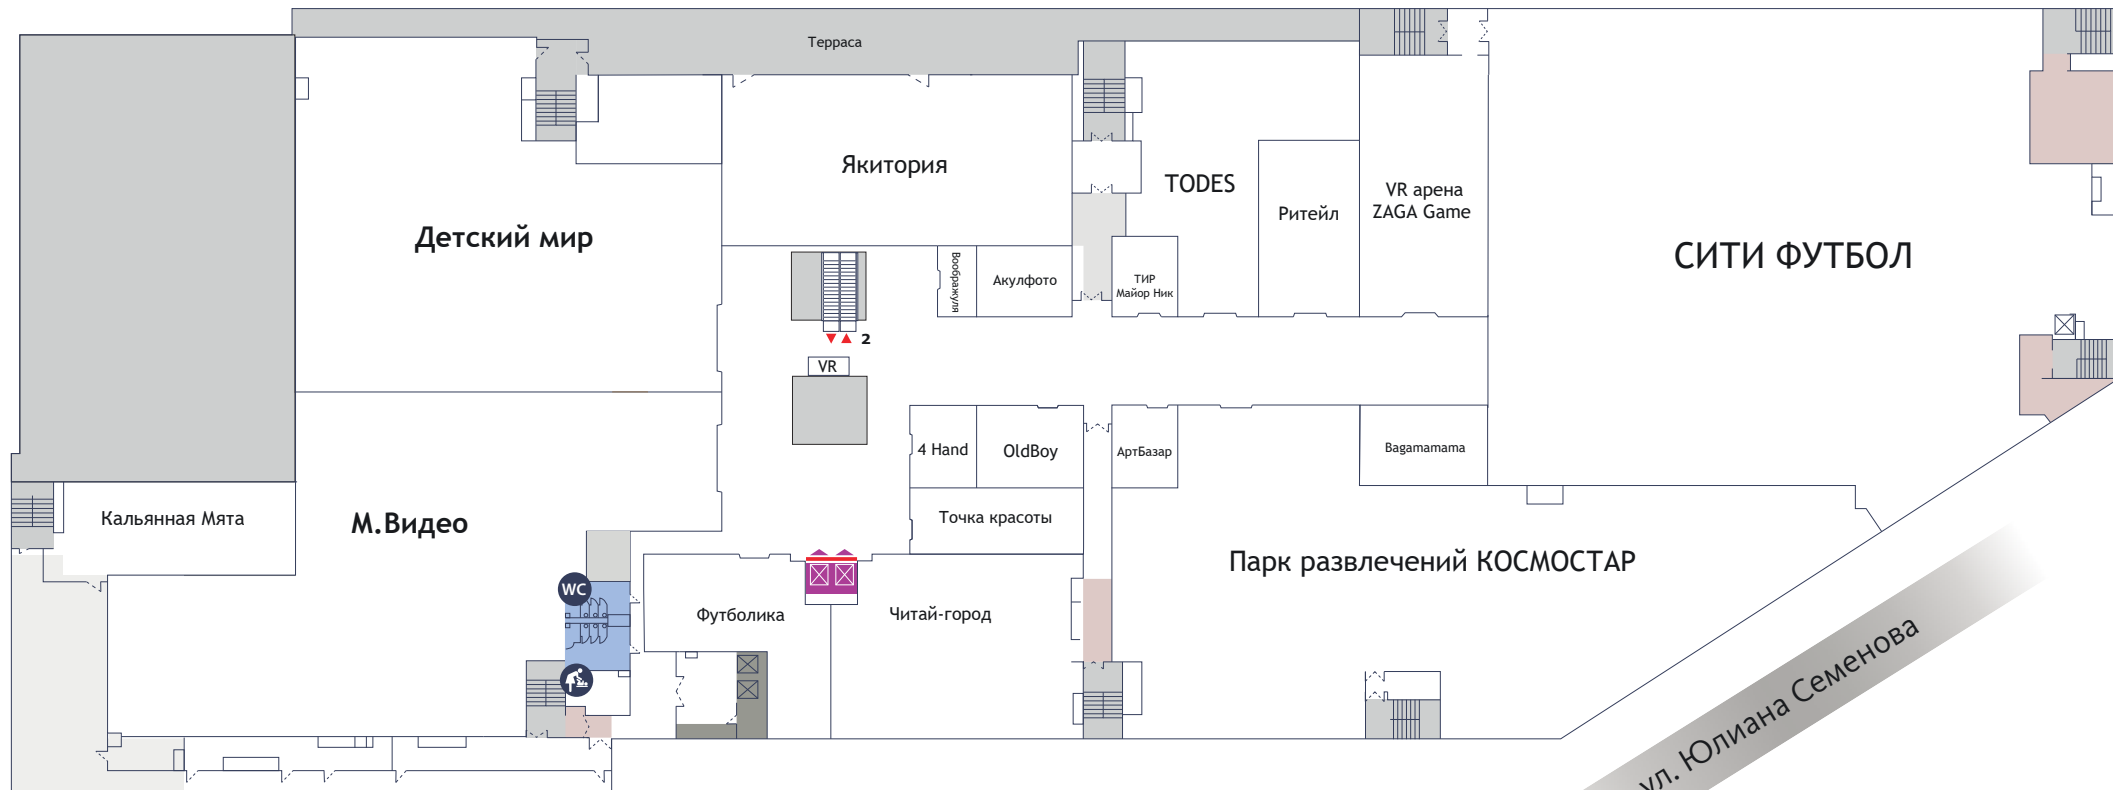 Терраса
Якитория
TODES
Ритейл
VR арена
ZAGA Game
СИТИ ФУТБОЛ
Детский мир
Воображуля
Акулфото
ТИР
Майор Ник
2
VR
4 Hand
OldBoy
АртБазар
Bagamamama
Кальянная Мята
М.Видео
Точка красоты
Парк развлечений КОСМОСТАР
WC
Футболика
Читай-город
ул. Юлиана Семенова